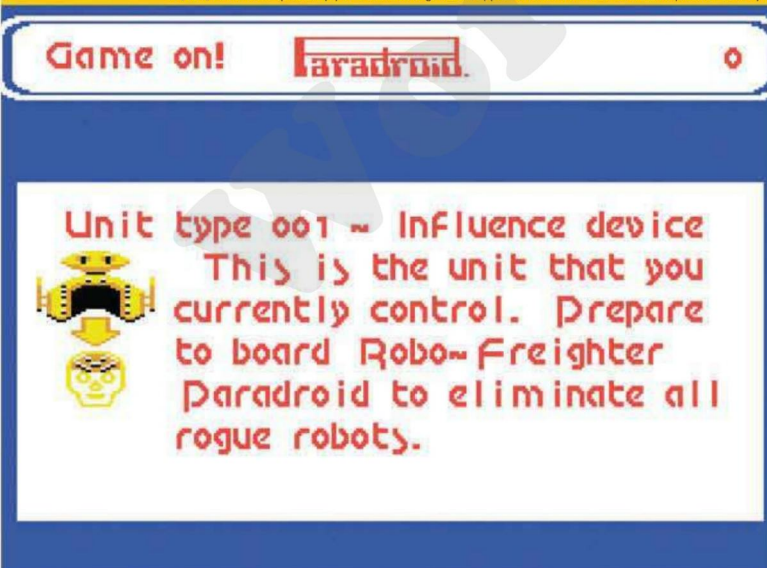 Game on! Paradroid. 0
Unit type 001 ~ Influence device
This is the unit that you
currently control. Prepare
to board Robo~Freighter
Paradroid to eliminate all
rogue robots.